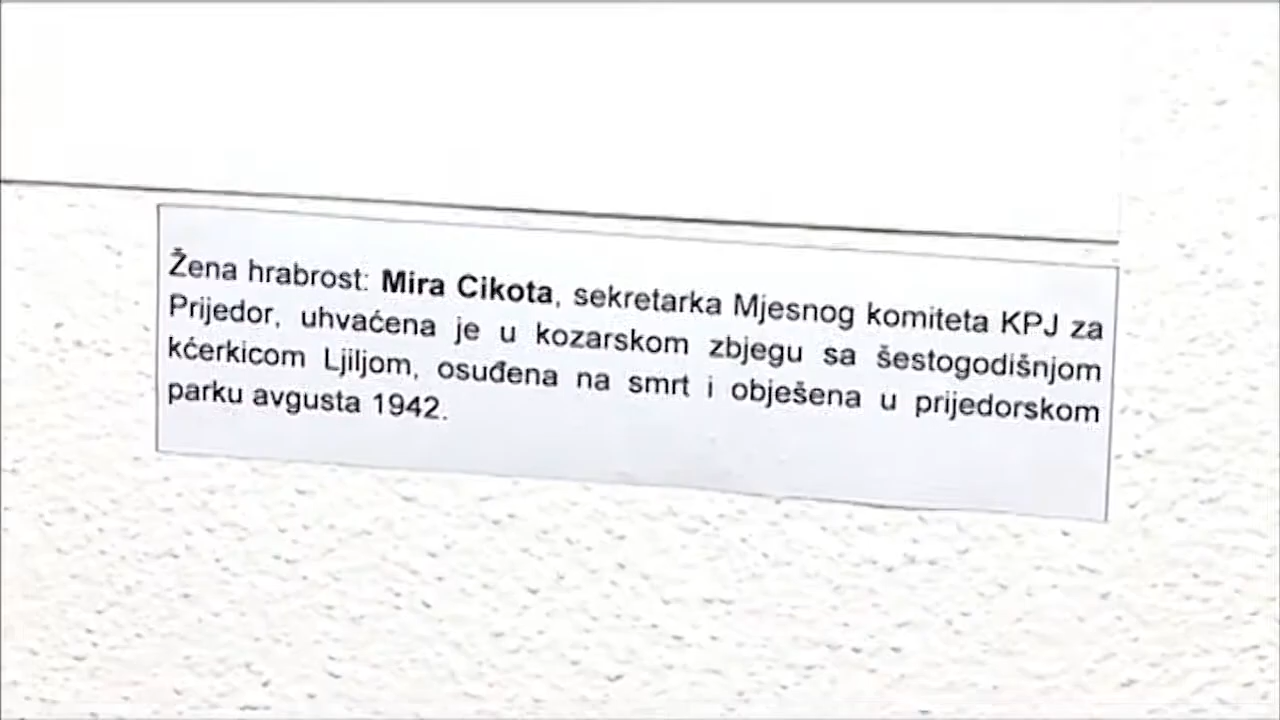 Žena hrabrost: Mira Cikota, sekretarka Mjesnog komiteta KPJ za
Prijedor, uhvaćena je u kozarskom zbjegu sa šestogodišnjom
kćerkicom Ljiljom, osuđena na smrt i obješena u prijedorskom
parku avgusta 1942.